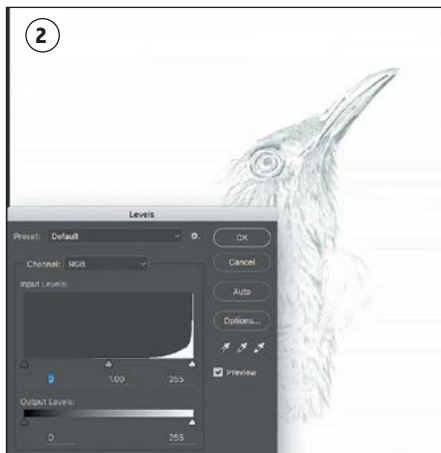 2
Levels
Preset: Default
OK
Channel: RGB
Cancel
Input Levels:
Auto
Options...
Preview
0 1.00 255
Output Levels:
0 255